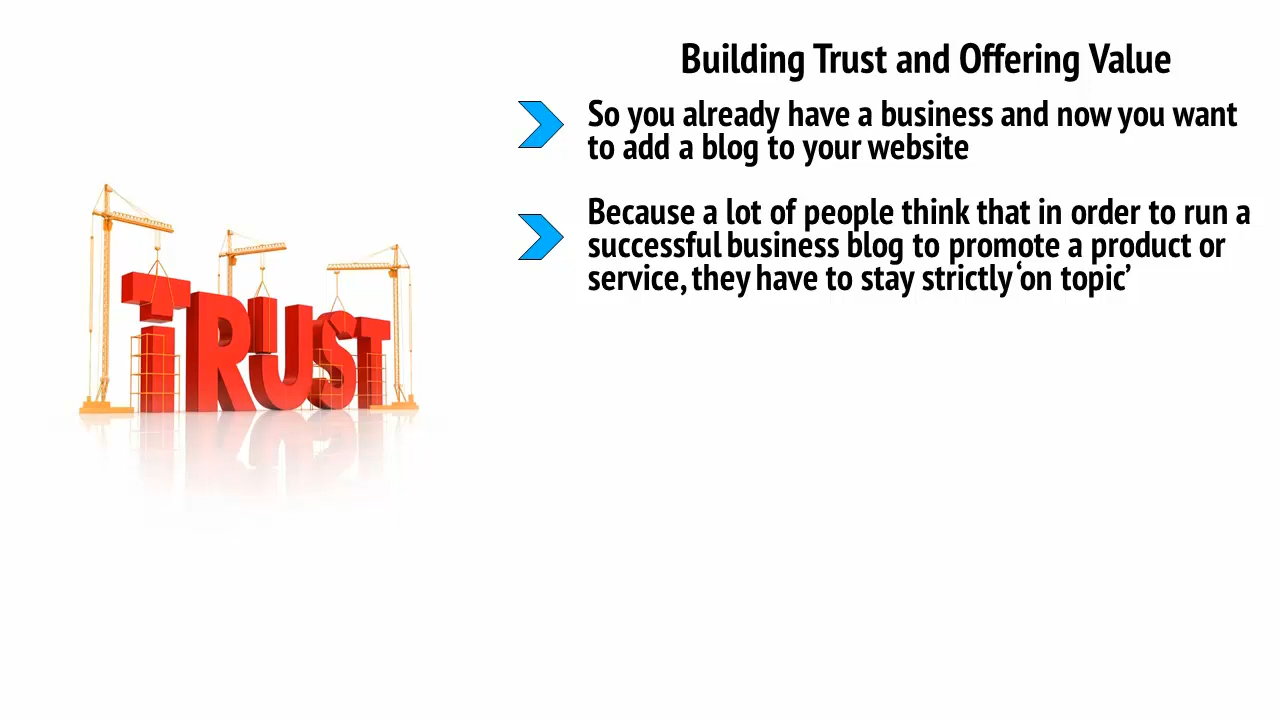 Building Trust and Offering Value
So you already have a business and now you want
to add a blog to your website
Because a lot of people think that in order to run a
successful business blog to promote a product or
service, they have to stay strictly ‘on topic’
TRUST